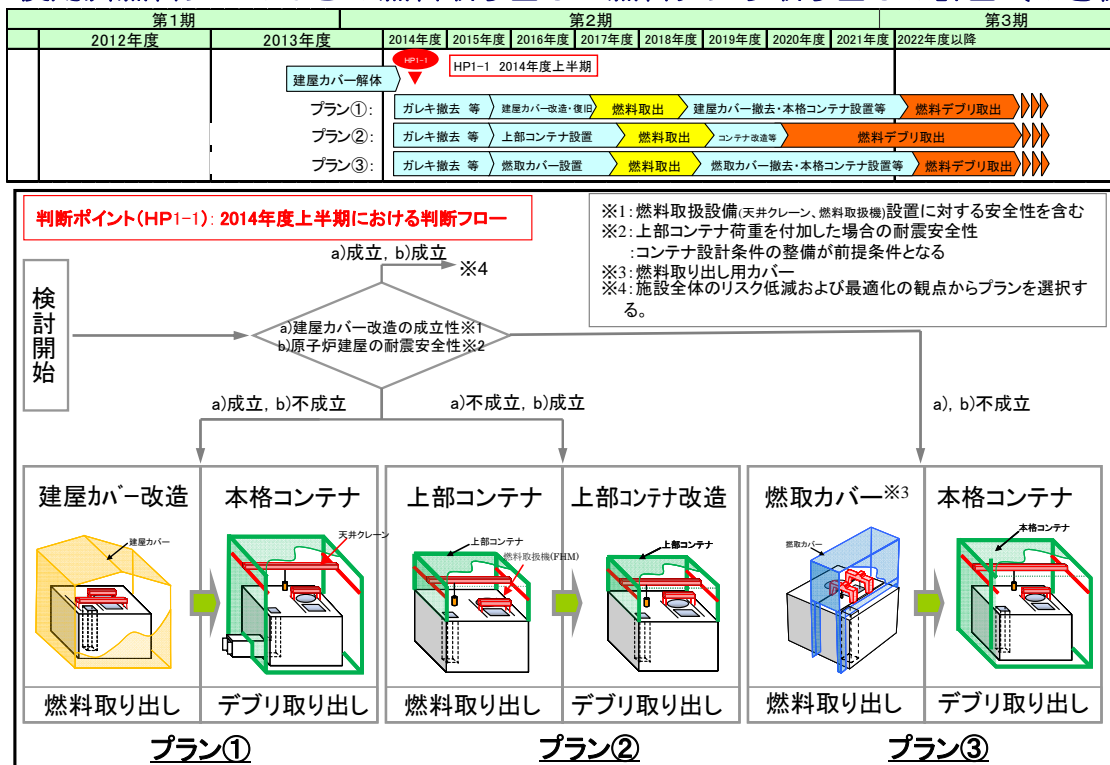 第1期 第2期 第3期
2012年度 2013年度 2014年度 2015年度 2016年度 2017年度 2018年度 2019年度 2020年度 2021年度 2022年度以降
HP1-1
HP1-1 2014年度上半期
建屋カバー解体
プラン①: ガレキ撤去 等 建屋カバー改造・復旧 燃料取出 建屋カバー撤去・本格コンテナ設置等 燃料デブリ取出
プラン②: ガレキ撤去 等 上部コンテナ設置 燃料取出 コンテナ改造等 燃料デブリ取出
プラン③: ガレキ撤去 等 燃取カバー設置 燃料取出 燃取カバー撤去・本格コンテナ設置等 燃料デブリ取出
判断ポイント(HP1-1): 2014年度上半期における判断フロー
※1:燃料取扱設備(天井クレーン、燃料取扱機)設置に対する安全性を含む
※2:上部コンテナ荷重を付加した場合の耐震安全性
:コンテナ設計条件の整備が前提条件となる
※3:燃料取り出し用カバー
※4:施設全体のリスク低減および最適化の観点からプランを選択す
る。
検討開始
a)成立, b)成立
※4
a)建屋カバー改造の成立性※1
b)原子炉建屋の耐震安全性※2
a)成立, b)不成立
a)不成立, b)成立
a), b)不成立
建屋カバー改造 本格コンテナ 上部コンテナ 上部コンテナ改造 燃取カバー※3 本格コンテナ
建屋カバー
天井クレーン
上部コンテナ
燃料取扱機(FHM)
上部コンテナ
燃取カバー
本格コンテナ
燃料取り出し デブリ取り出し 燃料取り出し デブリ取り出し 燃料取り出し デブリ取り出し
プラン① プラン② プラン③